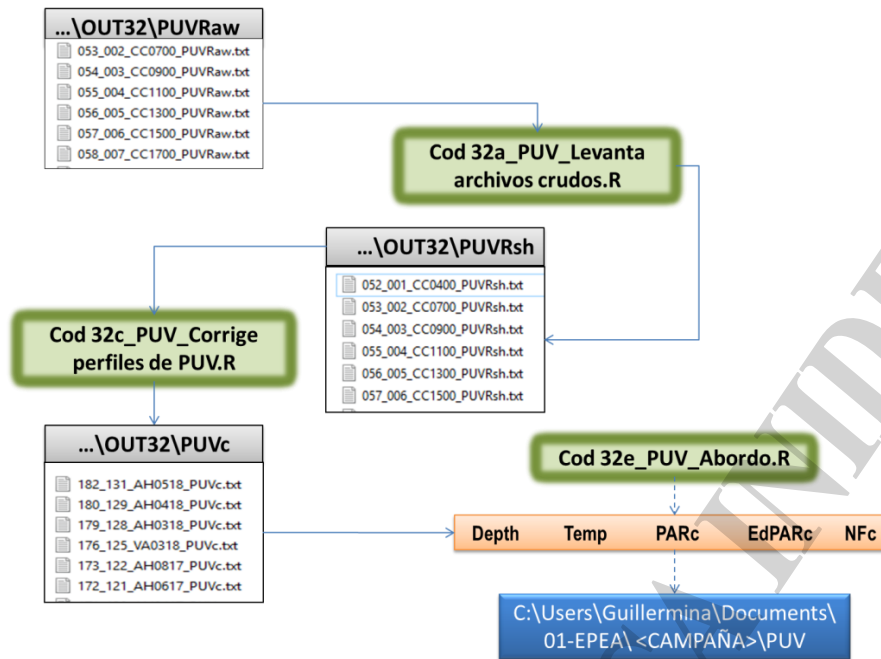 ...\OUT32\PUVRaw
053_002_CC0700_PUVRaw.txt
054_003_CC0900_PUVRaw.txt
055_004_CC1100_PUVRaw.txt
056_005_CC1300_PUVRaw.txt
057_006_CC1500_PUVRaw.txt
058_007_CC1700_PUVRaw.txt
Cod 32a_PUV_Levanta
archivos crudos.R
...\OUT32\PUVRsh
052_001_CC0400_PUVRsh.txt
053_002_CC0700_PUVRsh.txt
054_003_CC0900_PUVRsh.txt
055_004_CC1100_PUVRsh.txt
056_005_CC1300_PUVRsh.txt
057_006_CC1500_PUVRsh.txt
Cod 32c_PUV_Corrige
perfiles de PUV.R
...\OUT32\PUVc
182_131_AH0518_PUVc.txt
180_129_AH0418_PUVc.txt
179_128_AH0318_PUVc.txt
176_125_VA0318_PUVc.txt
173_122_AH0817_PUVc.txt
172_121_AH0617_PUVc.txt
Cod 32e_PUV_Abordo.R
Depth Temp PARc EdPARc NFc
C:\Users\Guillermina\Documents\
01-EPEA\ <CAMPAÑA>\PUV